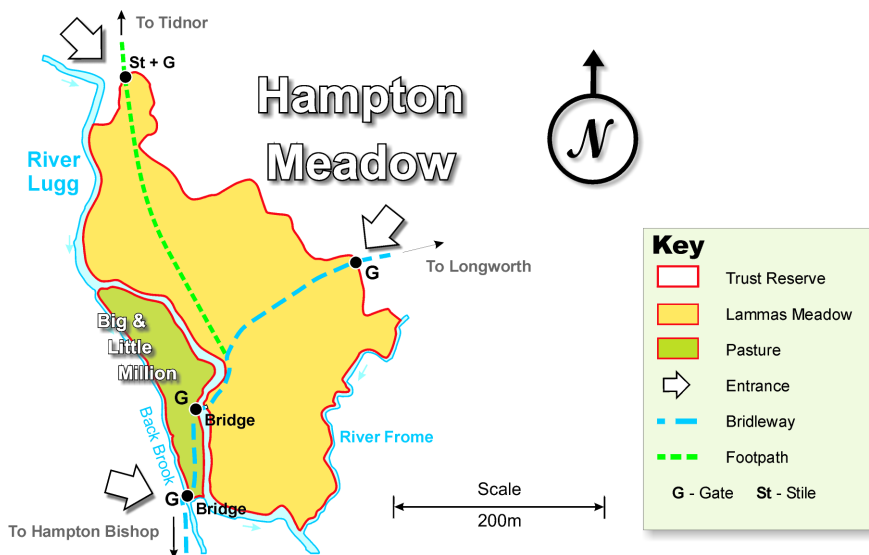 To Tidnor
St + G
Hampton
Meadow
N
River
Lugg
G
To Longworth
Big &
Little
Million
G
Bridge
Back Brook
River Frome
G
Bridge
To Hampton Bishop
Scale
200m
Key
Trust Reserve
Lammas Meadow
Pasture
Entrance
Bridleway
Footpath
G - Gate St - Stile